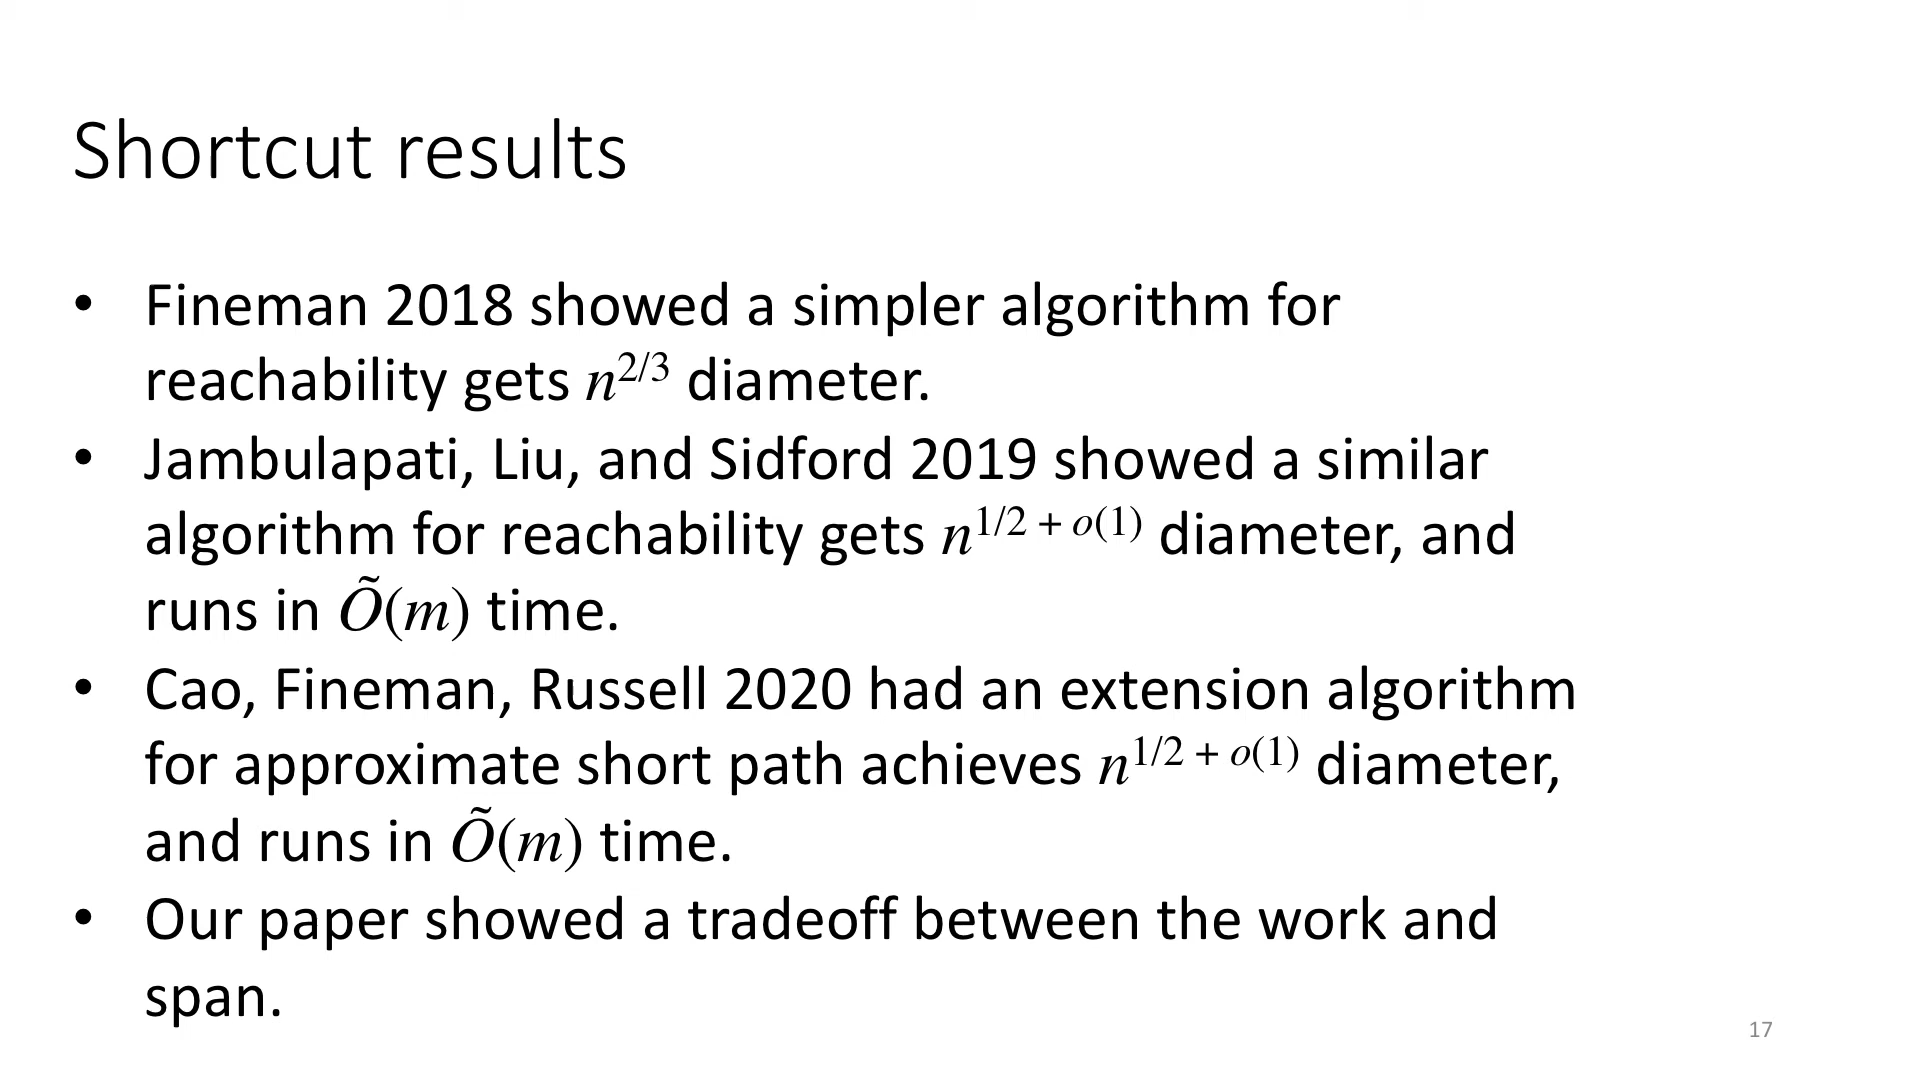 Shortcut results
• Fineman 2018 showed a simpler algorithm for
reachability gets n^{2/3} diameter.
• Jambulapati, Liu, and Sidford 2019 showed a similar
algorithm for reachability gets n^{1/2 + o(1)} diameter, and
runs in Õ(m) time.
• Cao, Fineman, Russell 2020 had an extension algorithm
for approximate short path achieves n^{1/2 + o(1)} diameter,
and runs in Õ(m) time.
• Our paper showed a tradeoff between the work and
span.
17